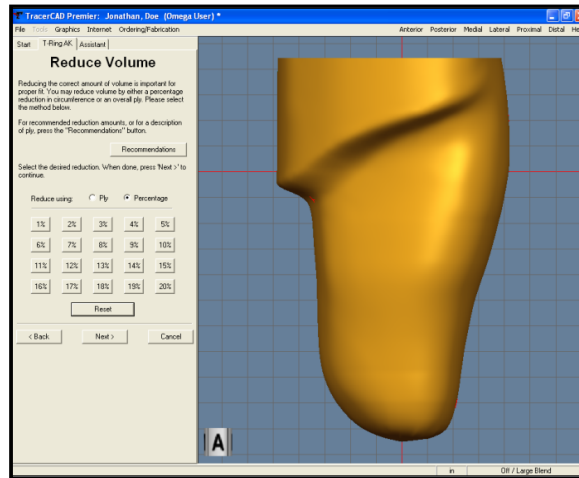 TracerCAD Premier: Jonathan, Doe (Omega User) *
File Tools Graphics Internet Ordering/Fabrication Anterior Posterior Medial Lateral Proximal Distal
Start T-Ring AK Assistant
Reduce Volume
Reducing the correct amount of volume is important for
proper fit. You may reduce volume by either a percentage
reduction in circumference or an overall ply. Please select
the method below.
For recommended reduction amounts, or for a description
of ply, press the "Recommendations" button.
Recommendations
Select the desired reduction. When done, press 'Next >' to
continue.
Reduce using: Ply Percentage
1% 2% 3% 4% 5%
6% 7% 8% 9% 10%
11% 12% 13% 14% 15%
16% 17% 18% 19% 20%
Reset
< Back Next > Cancel
A
in Off / Large Blend